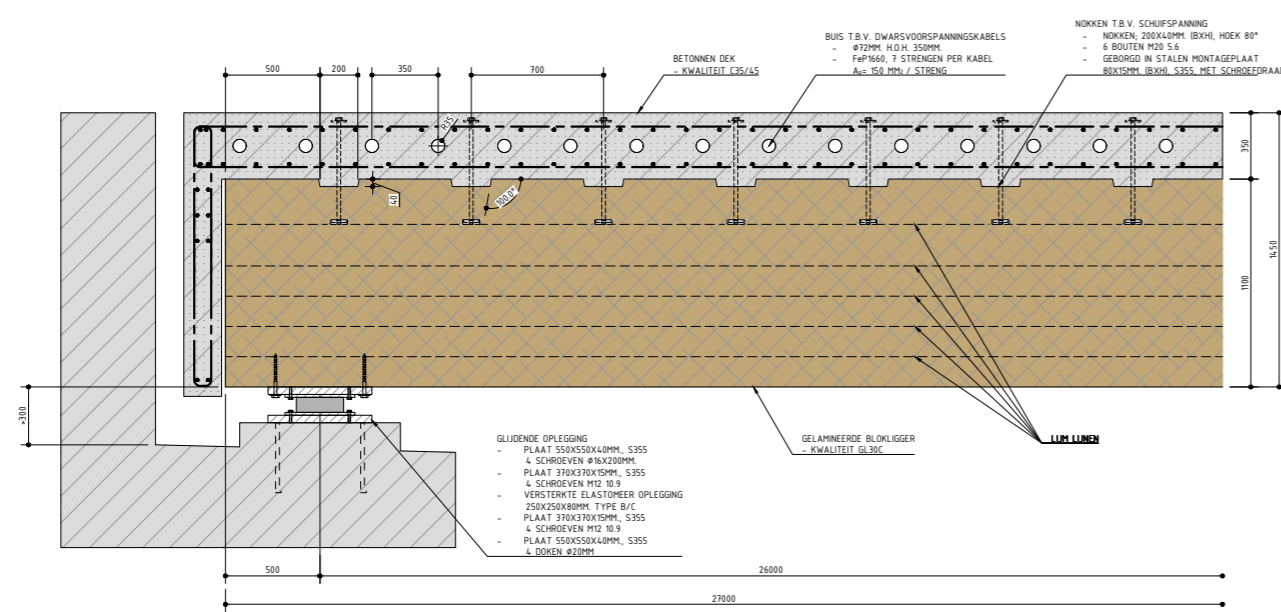 NOKKEN T.B.V. SCHUIFSPANNING
- NOKKEN; 200X40MM. (BXH), HOEK 80°
- 6 BOUTEN M20 5.6
- GEBORGD IN STALEN MONTAGEPLAAT
80X15MM. (BXH), S355, MET SCHROEFDRAAD
BUIS T.B.V. DWARSVOORSPANNINGSKABELS
- Ø72MM. H.O.H. 350MM.
- FeP1660, 7 STRENGEN PER KABEL
Aₚ= 150 MM² / STRENG
BETONNEN DEK
- KWALITEIT C35/45
500
200
350
700
R35
350
40
100.0°
1450
1100
>300
GLIJDENDE OPLEGGING
- PLAAT 550X550X40MM., S355
4 SCHROEVEN Ø16X200MM.
- PLAAT 370X370X15MM., S355
4 SCHROEVEN M12 10.9
- VERSTERKTE ELASTOMEER OPLEGGING
250X250X80MM. TYPE B/C
- PLAAT 370X370X15MM., S355
4 SCHROEVEN M12 10.9
- PLAAT 550X550X40MM., S355
4 DOKEN Ø20MM
GELAMINEERDE BLOKLIGGER
- KWALITEIT GL30C
LIJM LIJNEN
500
26000
27000